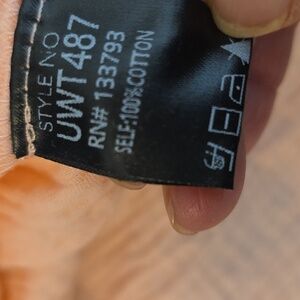 STYLE NO
UWT487
RN# 133793
SELF:100%COTTON